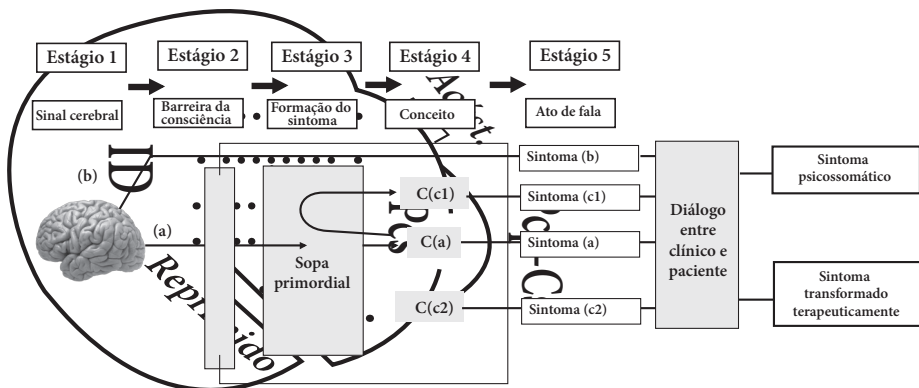 Estágio 1
Estágio 2
Estágio 3
Estágio 4
Estágio 5
Sinal cerebral
Barreira da
consciência
Formação do
sintoma
Conceito
Ato de fala
(b)
ID
(a)
Sopa
primordial
C(c1)
C(a)
C(c2)
Sintoma (b)
Sintoma (c1)
Sintoma (a)
Sintoma (c2)
Diálogo
entre
clínico e
paciente
Sintoma
psicossomático
Sintoma
transformado
terapeuticamente